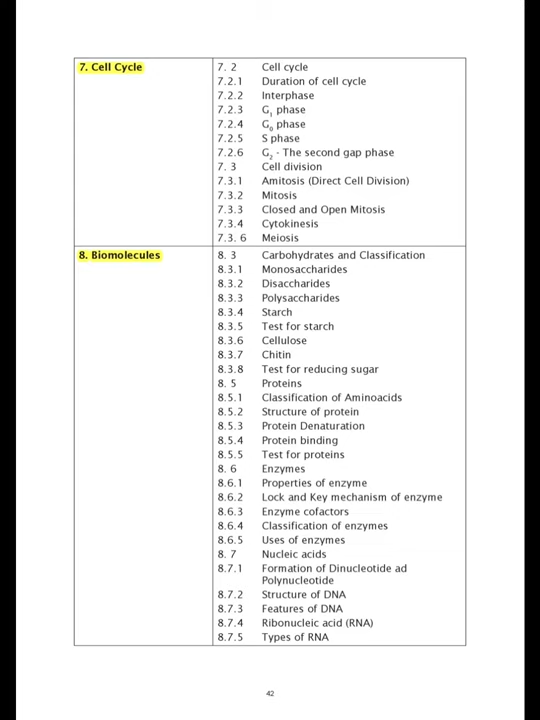 7. Cell Cycle
7. 2 Cell cycle
7.2.1 Duration of cell cycle
7.2.2 Interphase
7.2.3 G1 phase
7.2.4 G0 phase
7.2.5 S phase
7.2.6 G2 - The second gap phase
7. 3 Cell division
7.3.1 Amitosis (Direct Cell Division)
7.3.2 Mitosis
7.3.3 Closed and Open Mitosis
7.3.4 Cytokinesis
7.3. 6 Meiosis
8. Biomolecules
8. 3 Carbohydrates and Classification
8.3.1 Monosaccharides
8.3.2 Disaccharides
8.3.3 Polysaccharides
8.3.4 Starch
8.3.5 Test for starch
8.3.6 Cellulose
8.3.7 Chitin
8.3.8 Test for reducing sugar
8. 5 Proteins
8.5.1 Classification of Aminoacids
8.5.2 Structure of protein
8.5.3 Protein Denaturation
8.5.4 Protein binding
8.5.5 Test for proteins
8. 6 Enzymes
8.6.1 Properties of enzyme
8.6.2 Lock and Key mechanism of enzyme
8.6.3 Enzyme cofactors
8.6.4 Classification of enzymes
8.6.5 Uses of enzymes
8. 7 Nucleic acids
8.7.1 Formation of Dinucleotide ad
Polynucleotide
8.7.2 Structure of DNA
8.7.3 Features of DNA
8.7.4 Ribonucleic acid (RNA)
8.7.5 Types of RNA
42